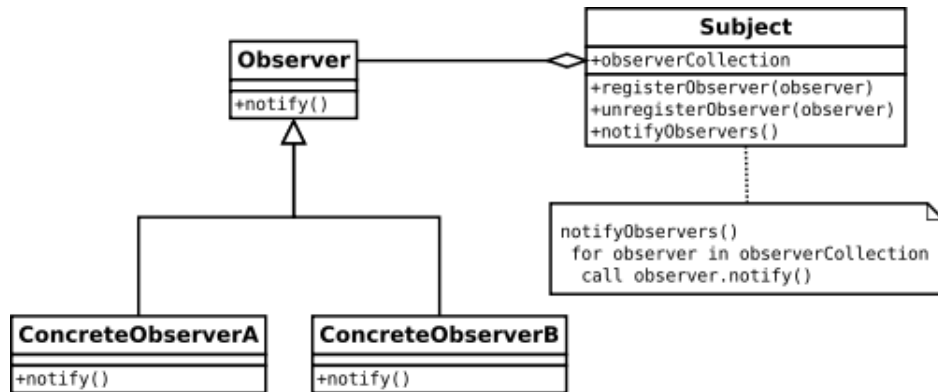 Observer
+notify()
Subject
+observerCollection
+registerObserver(observer)
+unregisterObserver(observer)
+notifyObservers()
notifyObservers()
for observer in observerCollection
call observer.notify()
ConcreteObserverA
+notify()
ConcreteObserverB
+notify()